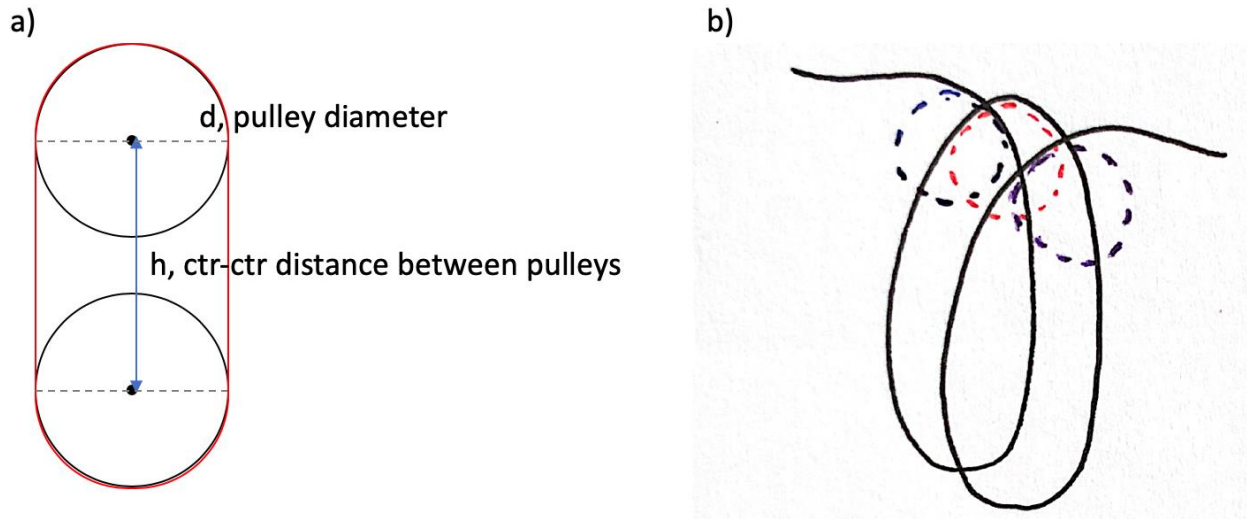 a)
b)
d, pulley diameter
h, ctr-ctr distance between pulleys